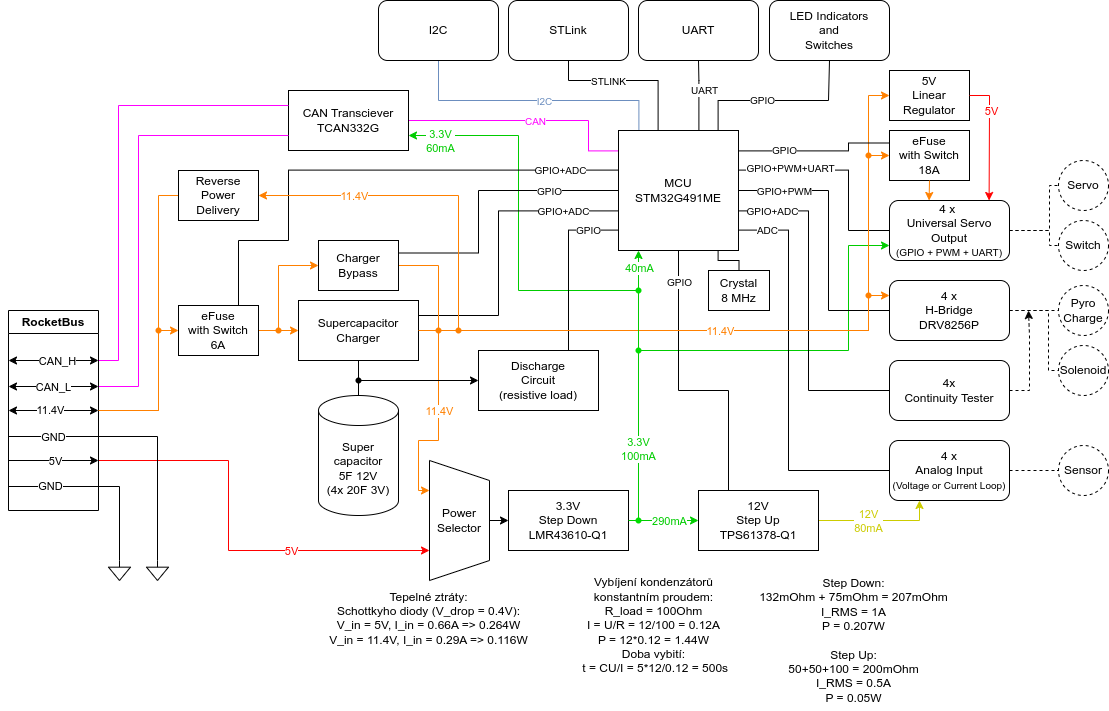 I2C
STLink
UART
LED Indicators
and
Switches
STLINK
UART
GPIO
I2C
CAN Transciever
TCAN332G
CAN
3.3V
60mA
5V
Linear
Regulator
5V
eFuse
with Switch
18A
MCU
STM32G491ME
GPIO
GPIO+PWM+UART
GPIO+PWM
GPIO+ADC
ADC
GPIO+ADC
GPIO
GPIO+ADC
GPIO
Reverse
Power
Delivery
11.4V
4 x
Universal Servo
Output
(GPIO + PWM + UART)
Servo
Switch
Charger
Bypass
40mA
GPIO
Crystal
8 MHz
RocketBus
CAN_H
CAN_L
11.4V
GND
5V
GND
eFuse
with Switch
6A
Supercapacitor
Charger
11.4V
4 x
H-Bridge
DRV8256P
Pyro
Charge
Solenoid
Discharge
Circuit
(resistive load)
4x
Continuity Tester
11.4V
Super
capacitor
5F 12V
(4x 20F 3V)
3.3V
100mA
4 x
Analog Input
(Voltage or Current Loop)
Sensor
Power
Selector
3.3V
Step Down
LMR43610-Q1
290mA
12V
Step Up
TPS61378-Q1
12V
80mA
5V
Tepelné ztráty:
Schottkyho diody (V_drop = 0.4V):
V_in = 5V, I_in = 0.66A => 0.264W
V_in = 11.4V, I_in = 0.29A => 0.116W
Vybíjení kondenzátorů
konstantním proudem:
R_load = 100Ohm
I = U/R = 12/100 = 0.12A
P = 12*0.12 = 1.44W
Doba vybití:
t = CU/I = 5*12/0.12 = 500s
Step Down:
132mOhm + 75mOhm = 207mOhm
I_RMS = 1A
P = 0.207W
Step Up:
50+50+100 = 200mOhm
I_RMS = 0.5A
P = 0.05W